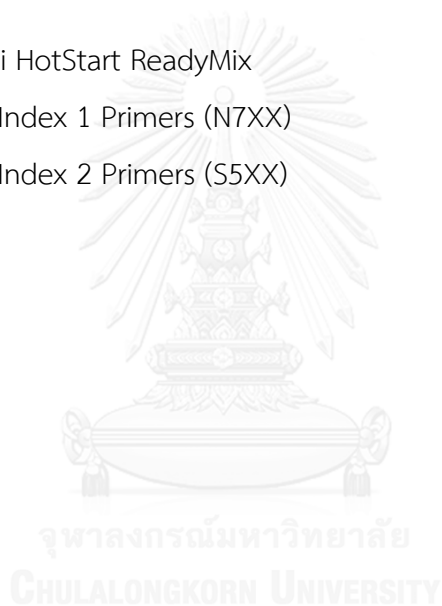 i HotStart ReadyMix
Index 1 Primers (N7XX)
Index 2 Primers (S5XX)
จุฬาลงกรณ์มหาวิทยาลัย
CHULALONGKORN UNIVERSITY